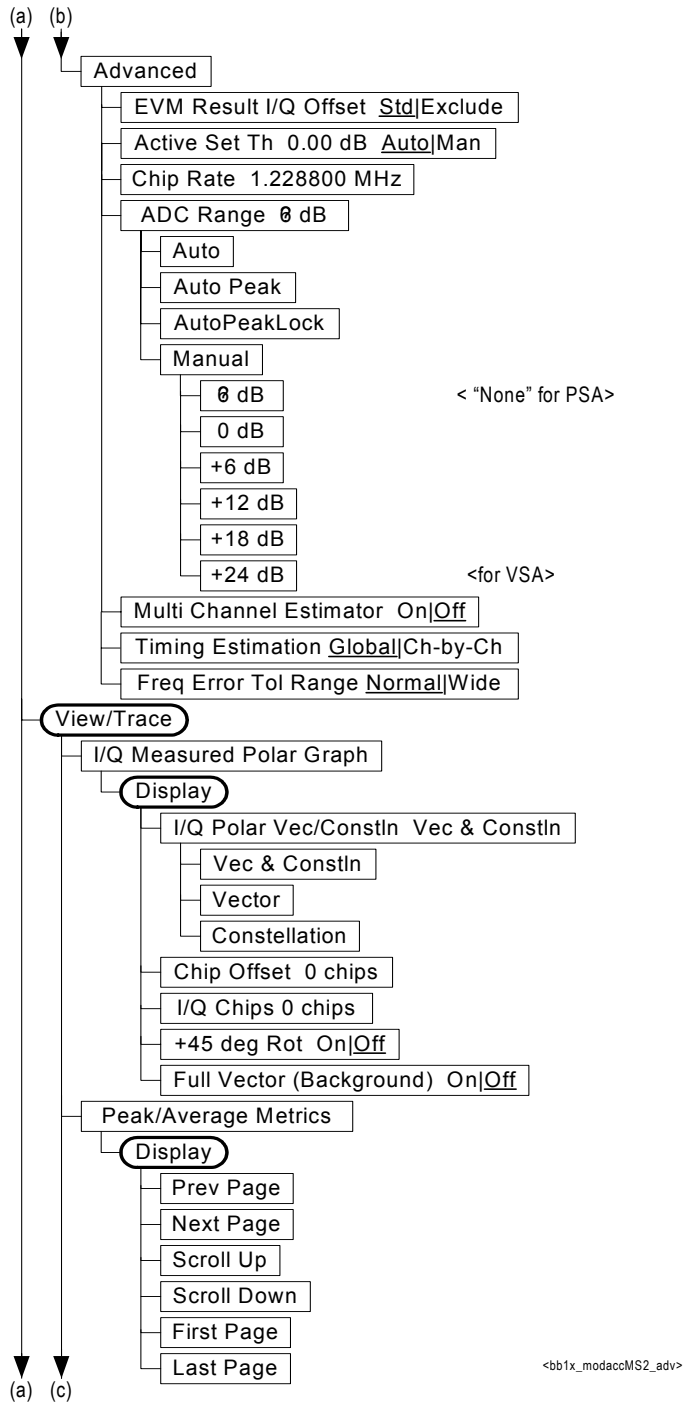 (a) (b)
Advanced
EVM Result I/Q Offset Std|Exclude
Active Set Th 0.00 dB Auto|Man
Chip Rate 1.228800 MHz
ADC Range dB
Auto
Auto Peak
AutoPeakLock
Manual
dB < “None” for PSA>
0 dB
+6 dB
+12 dB
+18 dB
+24 dB <for VSA>
Multi Channel Estimator On|Off
Timing Estimation Global|Ch-by-Ch
Freq Error Tol Range Normal|Wide
View/Trace
I/Q Measured Polar Graph
Display
I/Q Polar Vec/Constln Vec & Constln
Vec & Constln
Vector
Constellation
Chip Offset 0 chips
I/Q Chips 0 chips
+45 deg Rot On|Off
Full Vector (Background) On|Off
Peak/Average Metrics
Display
Prev Page
Next Page
Scroll Up
Scroll Down
First Page
Last Page
<bb1x_modaccMS2_adv>
(a) (c)